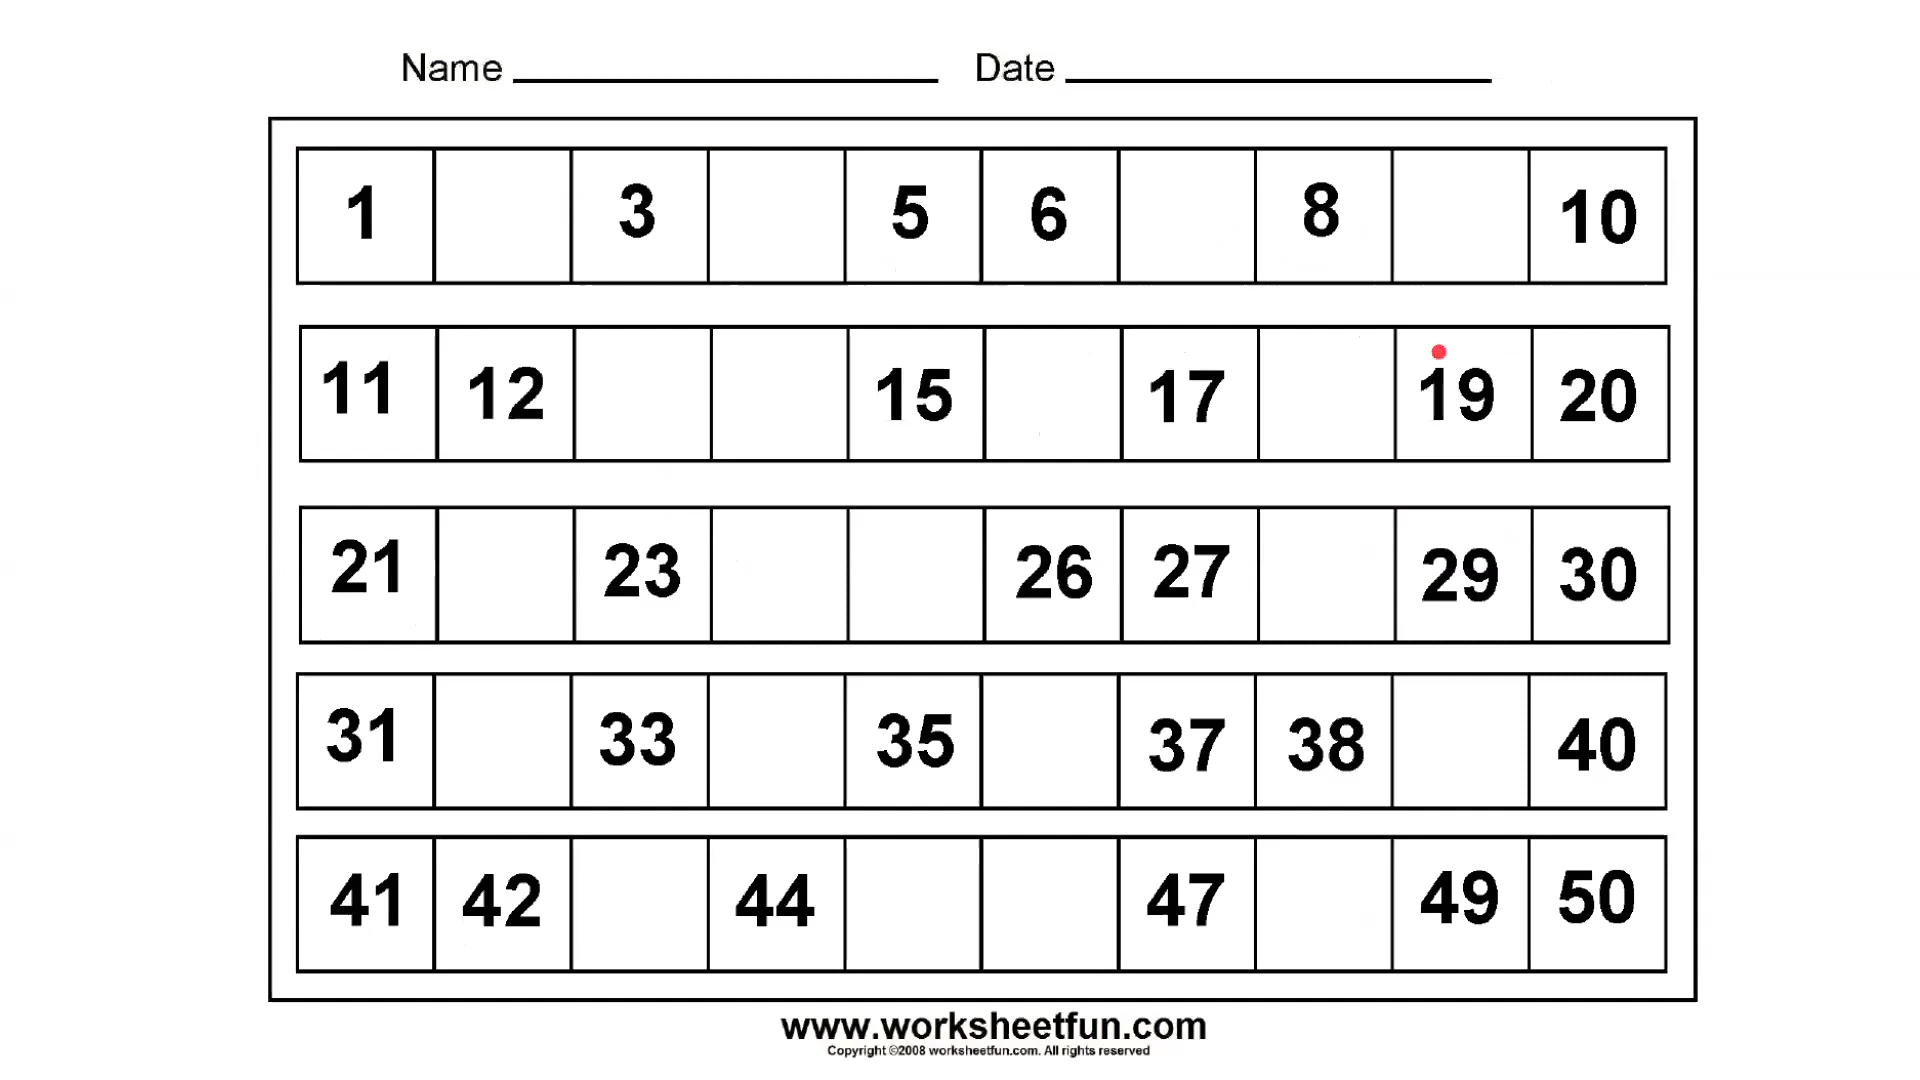 Name Date
1 3 5 6 8 10
11 12 15 17 19 20
21 23 26 27 29 30
31 33 35 37 38 40
41 42 44 47 49 50
www.worksheetfun.com
Copyright ©2008 worksheetfun.com. All rights reserved